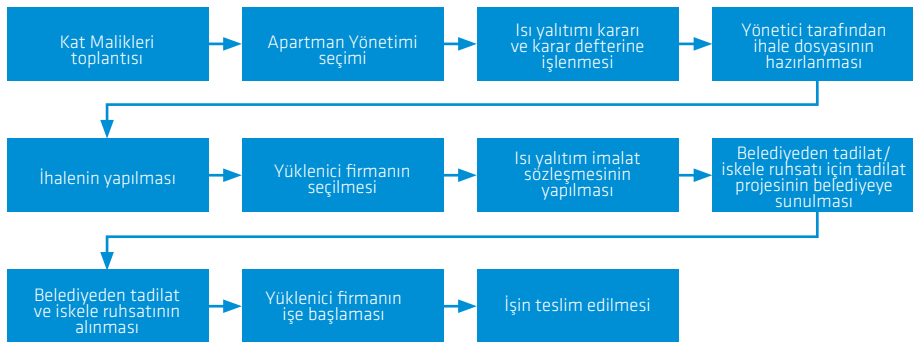 Kat Malikleri
toplantısı
Apartman Yönetimi
seçimi
Isı yalıtımı kararı
ve karar defterine
işlenmesi
Yönetici tarafından
ihale dosyasının
hazırlanması
İhalenin yapılması
Yüklenici firmanın
seçilmesi
Isı yalıtım imalat
sözleşmesinin
yapılması
Belediyeden tadilat/
iskele ruhsatı için tadilat
projesinin belediyeye
sunulması
Belediyeden tadilat
ve iskele ruhsatının
alınması
Yüklenici firmanın
işe başlaması
İşin teslim edilmesi